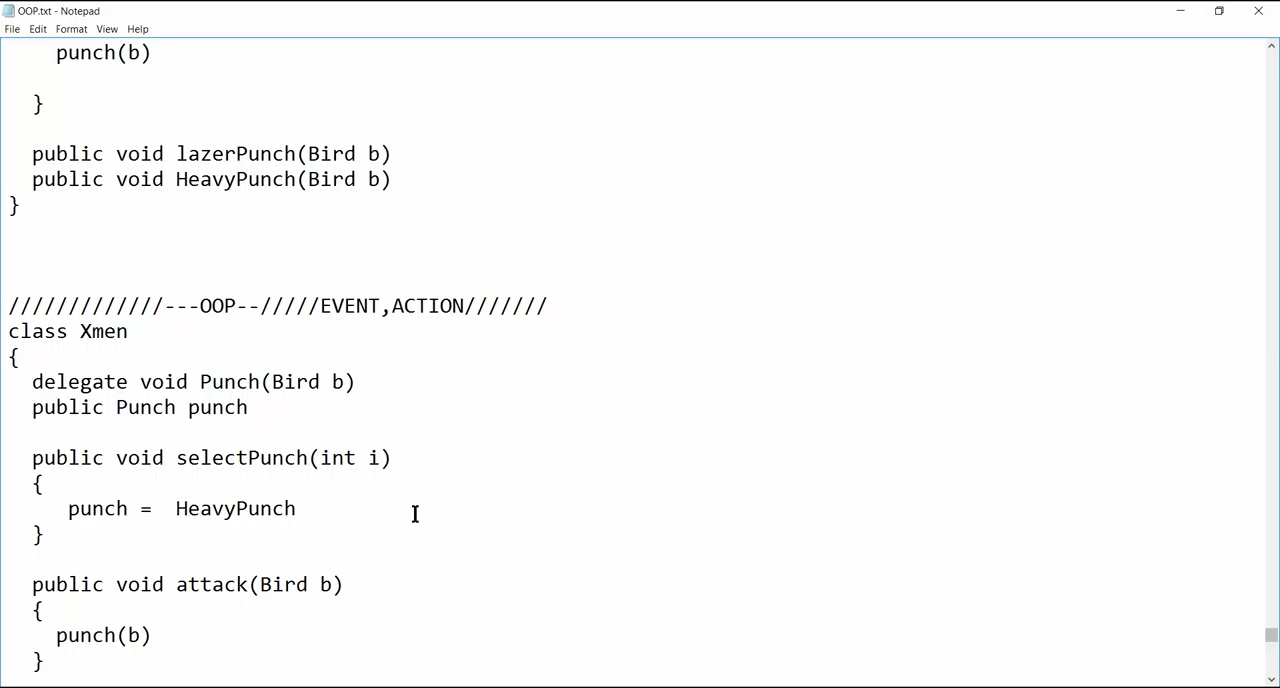 OOP.txt - Notepad
File Edit Format View Help
punch(b)
}
public void lazerPunch(Bird b)
public void HeavyPunch(Bird b)
}
/////////////---OOP--/////EVENT,ACTION///////
class Xmen
{
delegate void Punch(Bird b)
public Punch punch
public void selectPunch(int i)
{
punch =  HeavyPunch
}
public void attack(Bird b)
{
punch(b)
}